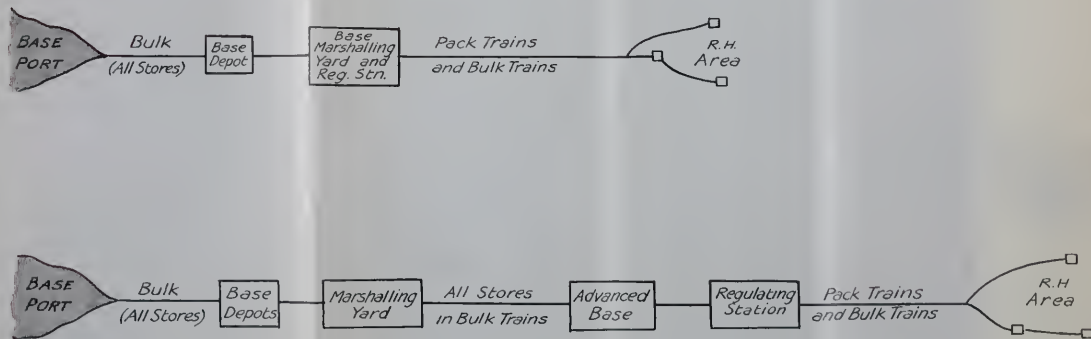 BASE
PORT
Bulk
(All Stores)
Base
Depot
Base
Marshalling
Yard and
Reg. Stn.
Pack Trains
and Bulk Trains
R.H.
Area
BASE
PORT
Bulk
(All Stores)
Base
Depots
Marshalling
Yard
All Stores
in Bulk Trains
Advanced
Base
Regulating
Station
Pack Trains
and Bulk Trains
R.H
Area